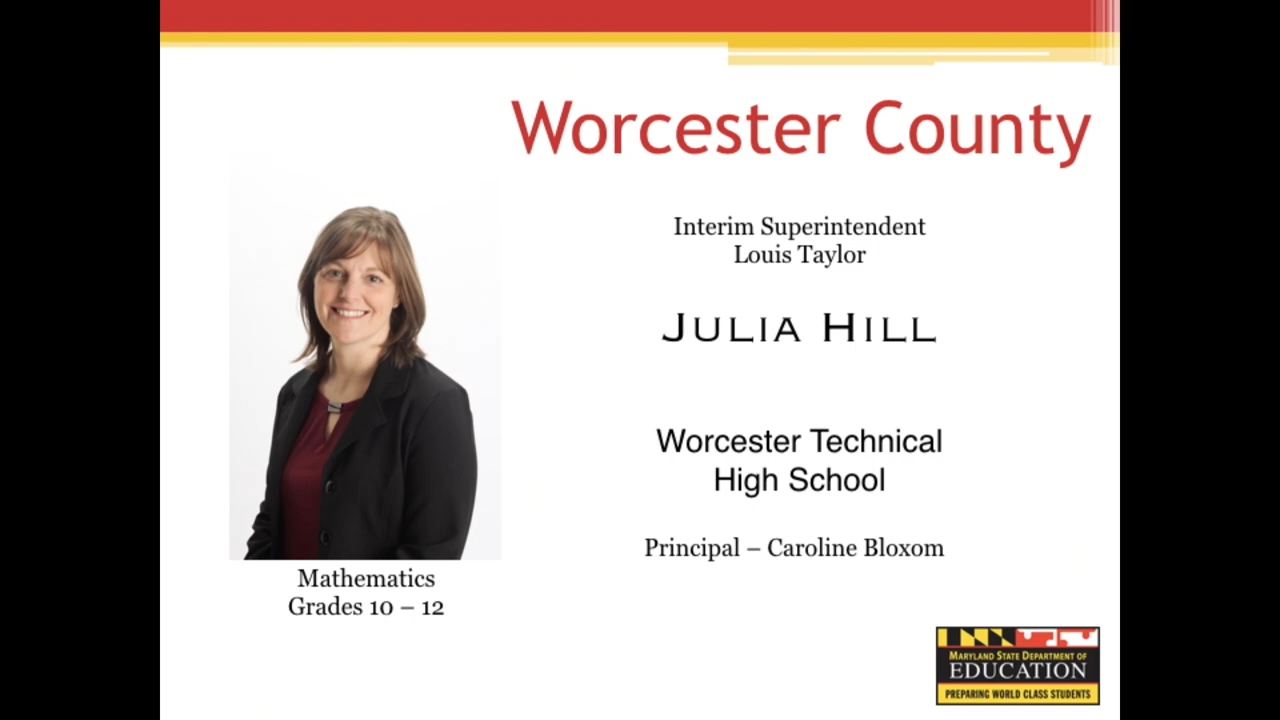 Worcester County
Interim Superintendent
Louis Taylor
JULIA HILL
Worcester Technical
High School
Principal – Caroline Bloxom
Mathematics
Grades 10 – 12
MARYLAND STATE DEPARTMENT OF
EDUCATION
PREPARING WORLD CLASS STUDENTS